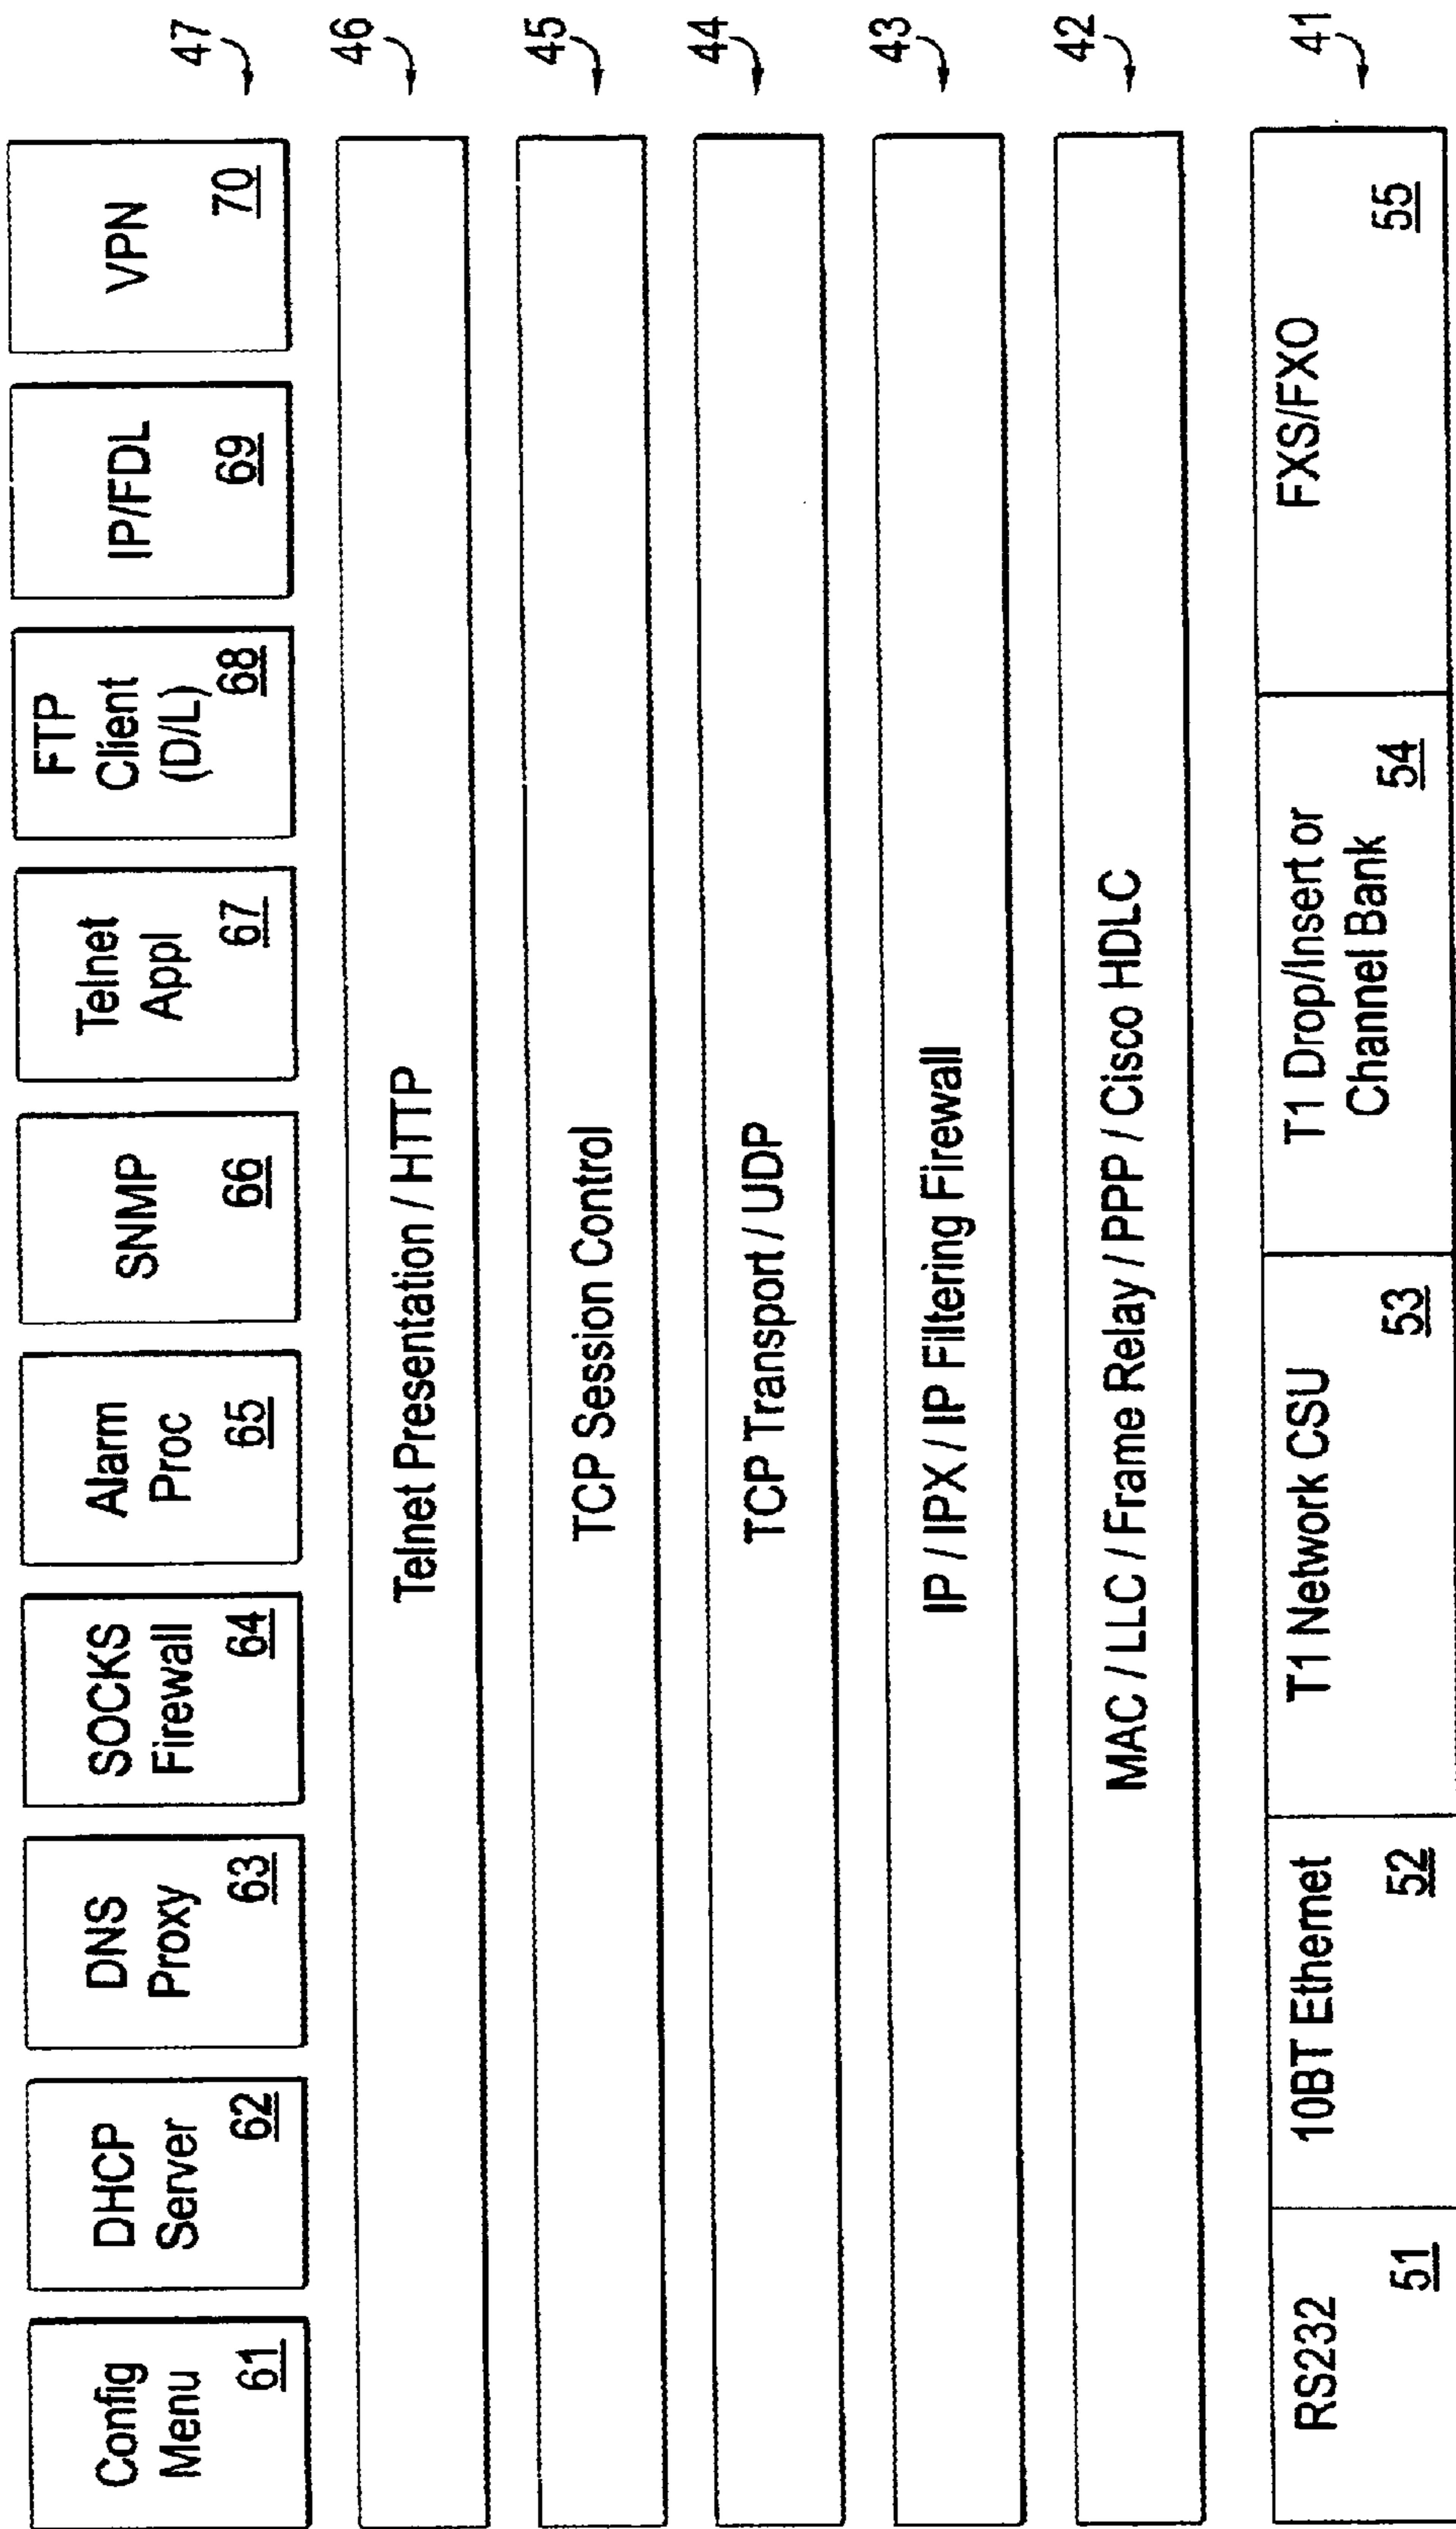 Config
Menu
61
DHCP
Server
62
DNS
Proxy
63
SOCKS
Firewall
64
Alarm
Proc
65
SNMP
66
Telnet
Appl
67
FTP
Client
(D/L)
68
IP/FDL
69
VPN
70
47
Telnet Presentation / HTTP
46
TCP Session Control
45
TCP Transport / UDP
44
IP / IPX / IP Filtering Firewall
43
MAC / LLC / Frame Relay / PPP / Cisco HDLC
42
RS232
51
10BT Ethernet
52
T1 Network CSU
53
T1 Drop/Insert or
Channel Bank
54
FXS/FXO
55
41